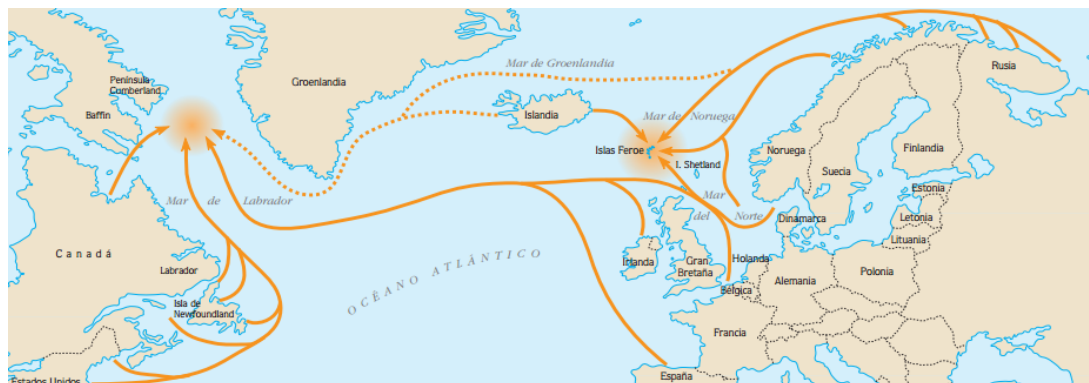 Península
Cumberland
Baffin
Groenlandia
Mar de Groenlandia
Islandia
Rusia
Mar de Noruega
Islas Feroe
I. Shetland
Noruega
Suecia
Finlandia
Estonia
Letonia
Lituania
Mar de Labrador
Mar del Norte
Dinamarca
Canadá
Labrador
Isla de
Newfoundland
OCÉANO ATLÀNTICO
Irlanda
Gran
Bretaña
Holanda
Bélgica
Alemania
Polonia
Francia
España
Estados Unidos